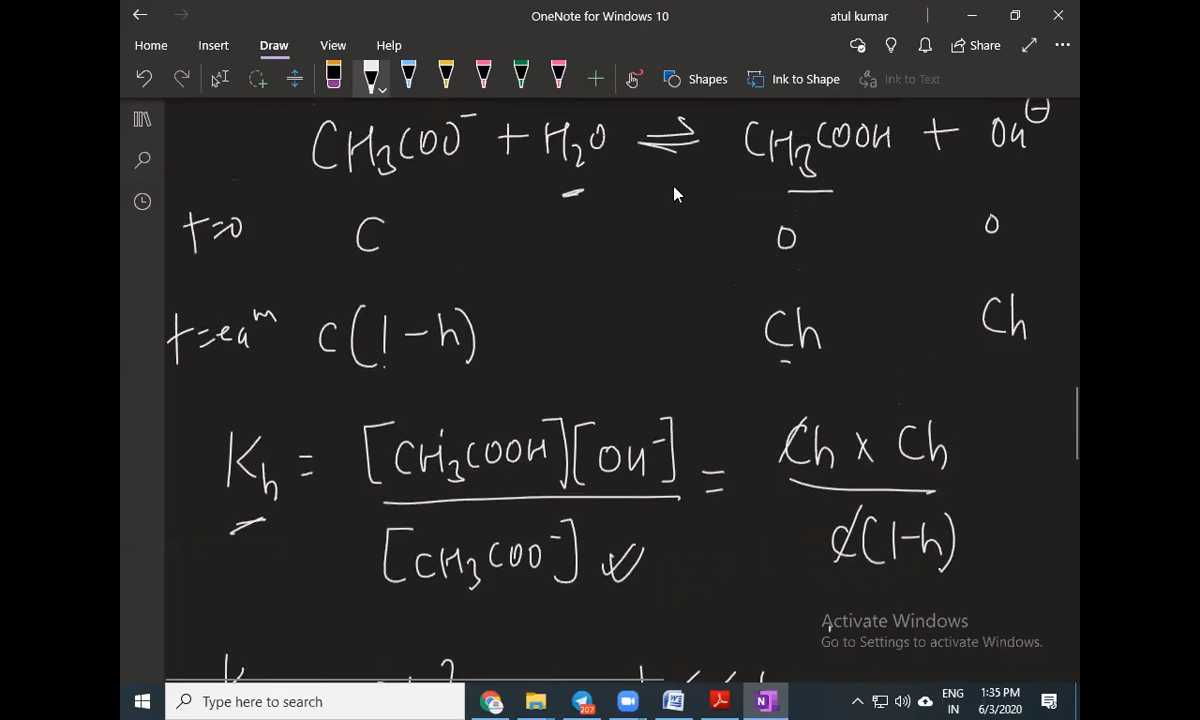 OneNote for Windows 10
atul kumar
Home Insert Draw View Help
Share
Shapes Ink to Shape Ink to Text
CH₃COO⁻ + H₂O ⇌ CH₃COOH + OH⊖
t=0 C 0 0
t=eqᵐ C(1-h) Ch Ch
Kₕ = [CH₃COOH][OH⁻] / [CH₃COO⁻] = Ch × Ch / C(1-h)
Activate Windows
Go to Settings to activate Windows.
Type here to search
207
ENG
IN
1:35 PM
6/3/2020